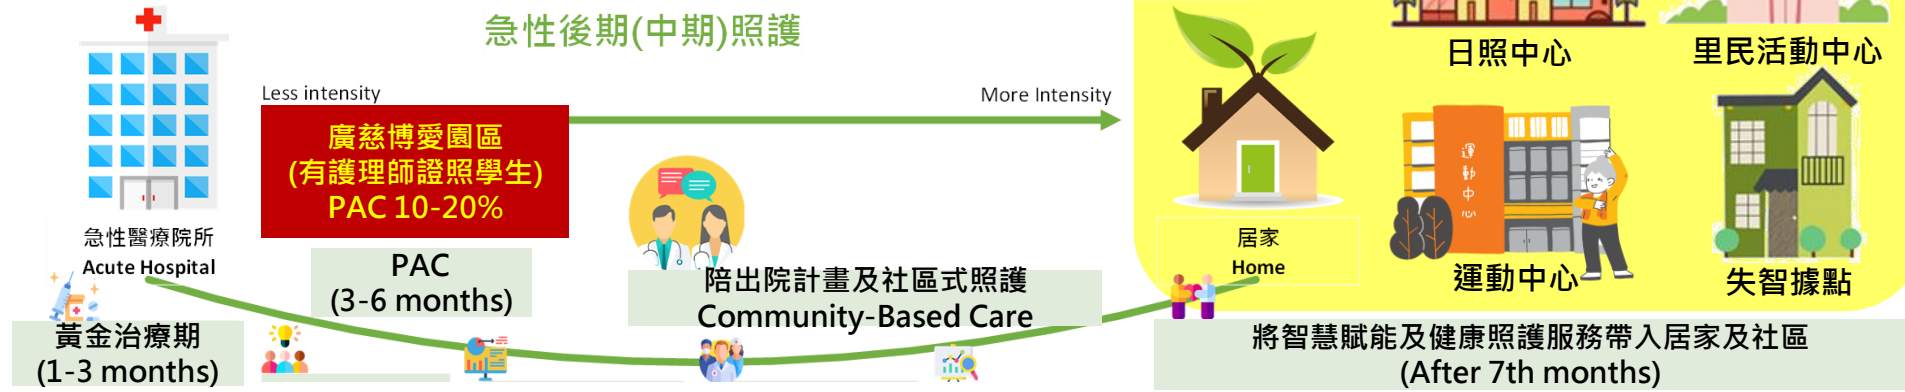 急性後期(中期)照護
日照中心
里民活動中心
Less intensity
More Intensity
廣慈博愛園區
(有護理師證照學生)
PAC 10-20%
運動中心
急性醫療院所
Acute Hospital
PAC
(3-6 months)
陪出院計畫及社區式照護
Community-Based Care
居家
Home
運動中心
失智據點
黃金治療期
(1-3 months)
將智慧賦能及健康照護服務帶入居家及社區
(After 7th months)